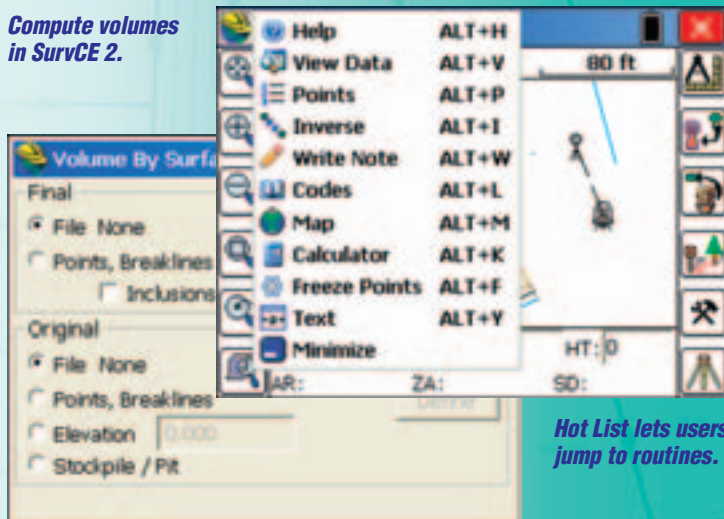 Compute volumes
in SurvCE 2.
Help ALT+H
View Data ALT+V
Points ALT+P
Inverse ALT+I
Write Note ALT+W
Codes ALT+L
Map ALT+M
Calculator ALT+K
Freeze Points ALT+F
Text ALT+Y
Minimize
80 ft
HT: 0
AR: ZA: SD:
Volume By Surfa
Final
File None
Points, Breaklines
Inclusions
Original
File None
Points, Breaklines
Define
Elevation 0.000
Stockpile / Pit
Hot List lets users
jump to routines.